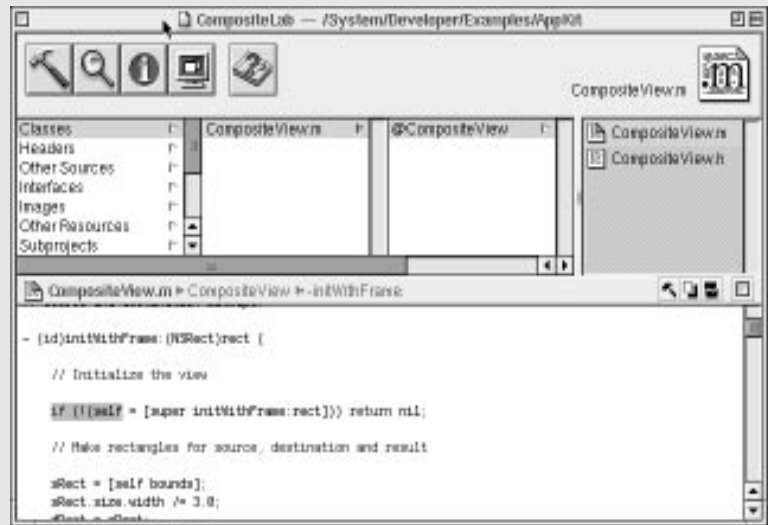 CompositeLab — /System/Developer/Examples/AppKit
CompositeView.m
Classes
Headers
Other Sources
Interfaces
Images
Other Resources
Subprojects
CompositeView.m
@CompositeView
CompositeView.m
CompositeView.h
CompositeView.m CompositeView -initWithFrame:
- (id)initWithFrame:(NSRect)rect {
// Initialize the view
if (!(self = [super initWithFrame:rect])) return nil;
// Make rectangles for source, destination and result
sRect = [self bounds];
sRect.size.width /= 3.0;